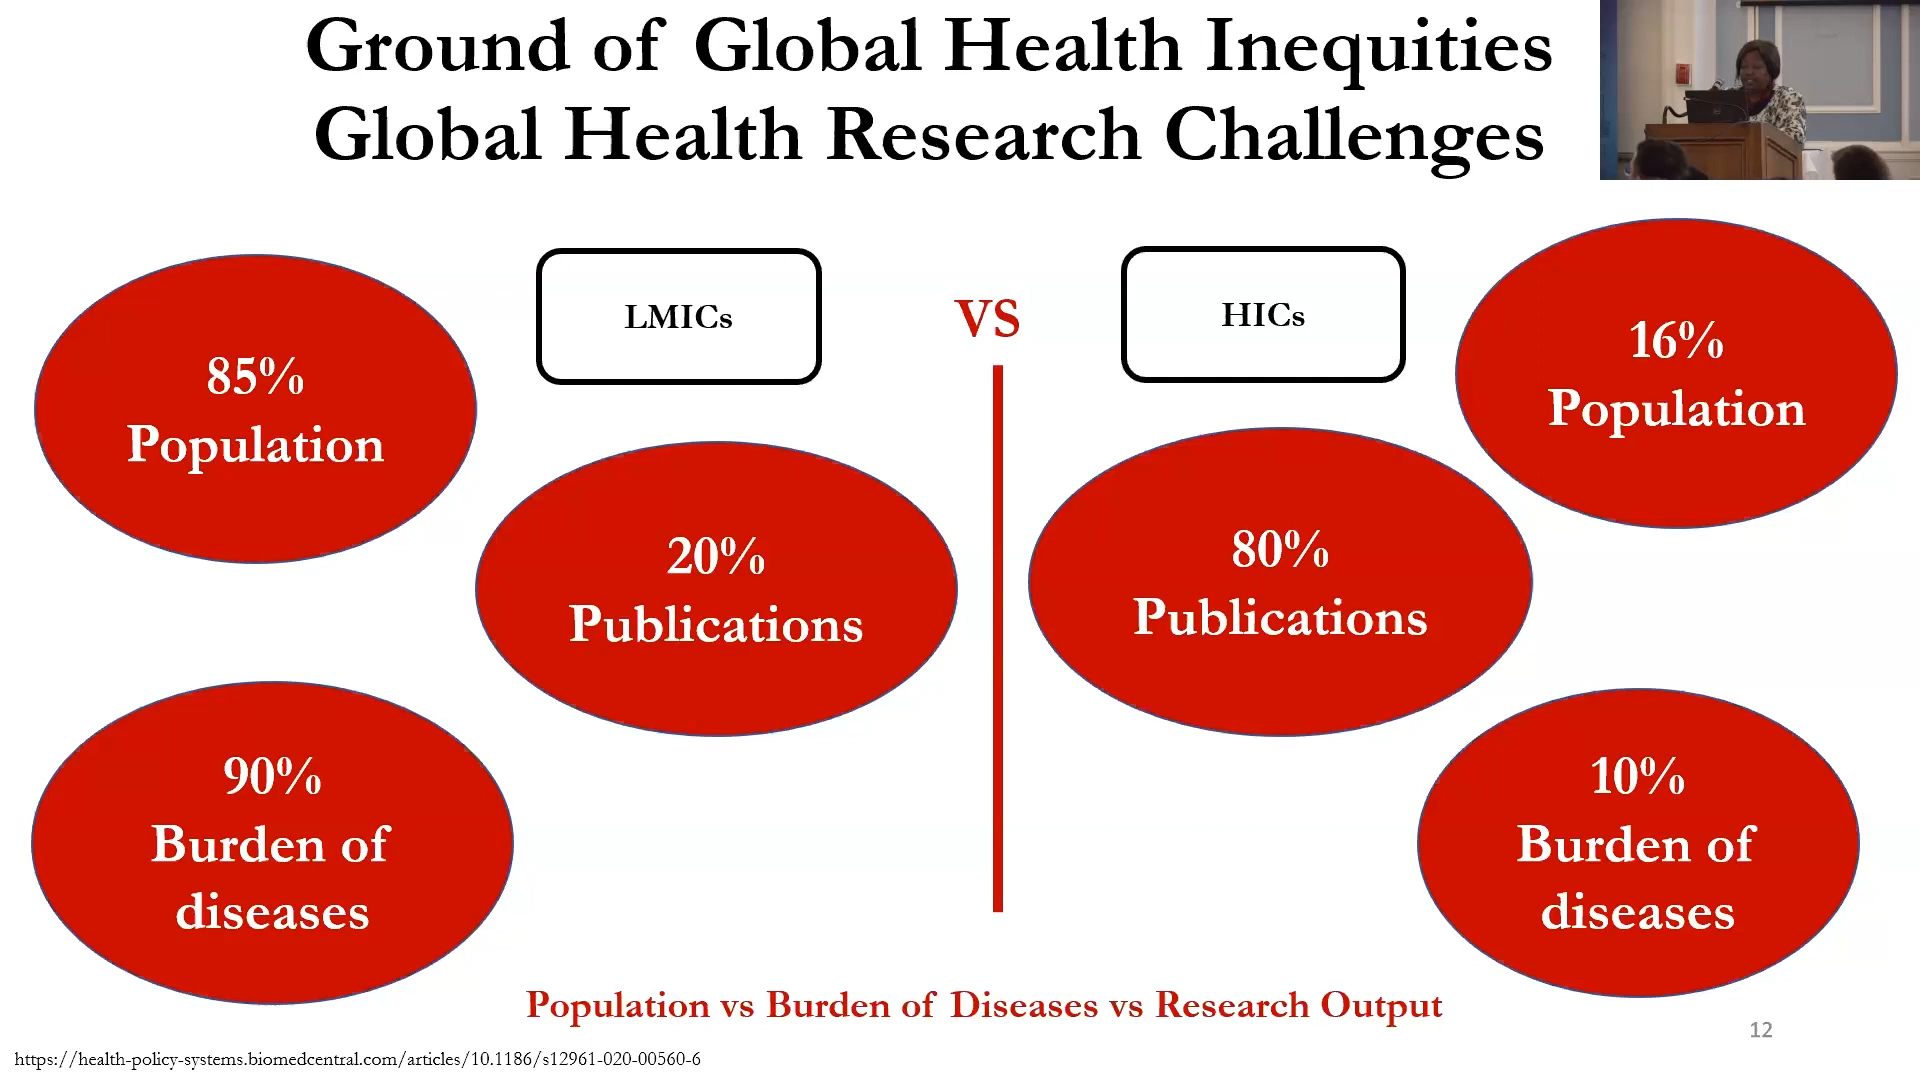 Ground of Global Health Inequities
Global Health Research Challenges
LMICs
VS
HICs
85%
Population
20%
Publications
90%
Burden of
diseases
16%
Population
80%
Publications
10%
Burden of
diseases
Population vs Burden of Diseases vs Research Output
12
https://health-policy-systems.biomedcentral.com/articles/10.1186/s12961-020-00560-6